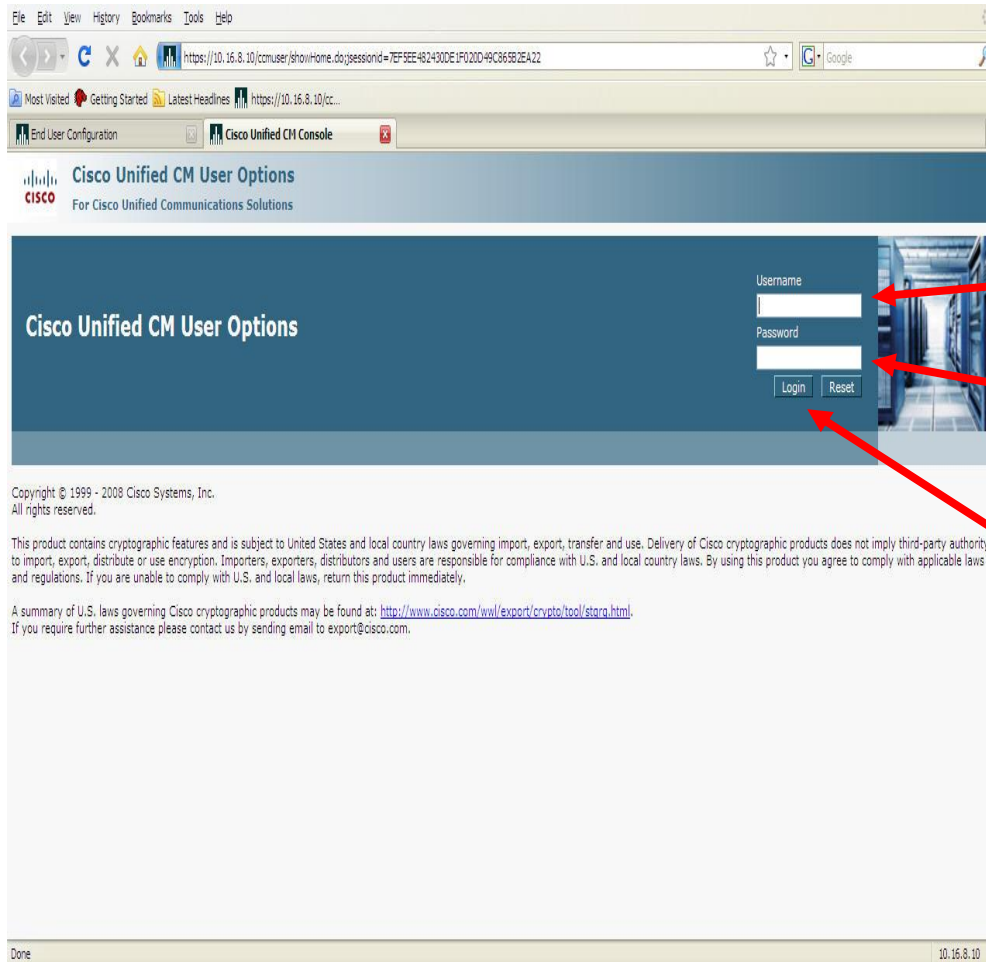 File Edit View History Bookmarks Tools Help
https://10.16.8.10/ccmuser/showHome.do;jsessionid=7EF5EE482430DE1F020D49C865B2EA22
Google
Most Visited Getting Started Latest Headlines https://10.16.8.10/cc...
End User Configuration Cisco Unified CM Console
CISCO
Cisco Unified CM User Options
For Cisco Unified Communications Solutions
Username
Cisco Unified CM User Options
Password
Login Reset
Copyright © 1999 - 2008 Cisco Systems, Inc.
All rights reserved.
This product contains cryptographic features and is subject to United States and local country laws governing import, export, transfer and use. Delivery of Cisco cryptographic products does not imply third-party authority
to import, export, distribute or use encryption. Importers, exporters, distributors and users are responsible for compliance with U.S. and local country laws. By using this product you agree to comply with applicable laws
and regulations. If you are unable to comply with U.S. and local laws, return this product immediately.
A summary of U.S. laws governing Cisco cryptographic products may be found at: http://www.cisco.com/wwl/export/crypto/tool/stqrg.html.
If you require further assistance please contact us by sending email to export@cisco.com.
Done
10.16.8.10